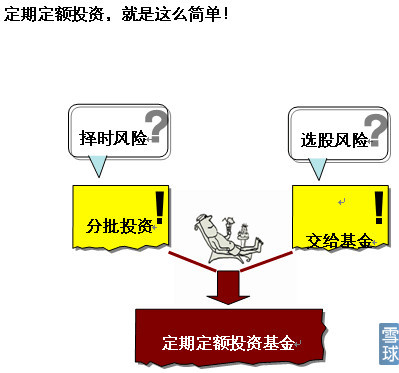 定期定额投资，就是这么简单！
?
择时风险
?
选股风险
!
分批投资
!
交给基金
定期定额投资基金
雪球